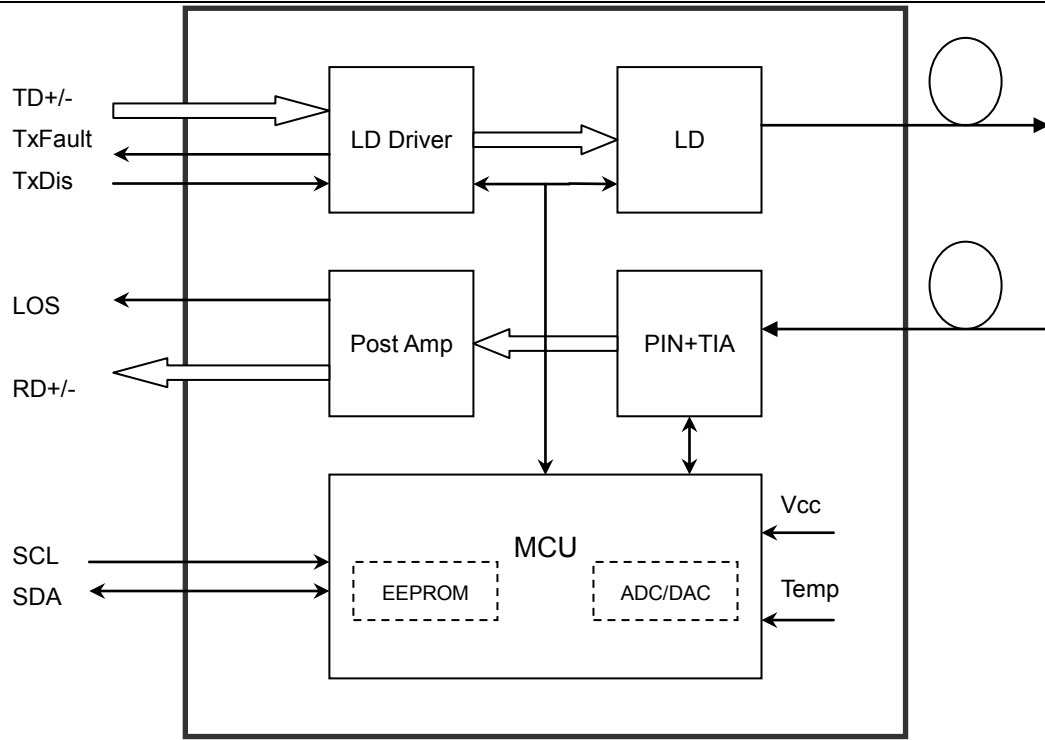 TD+/-
TxFault
TxDis
LD Driver
LD
LOS
RD+/-
Post Amp
PIN+TIA
SCL
SDA
MCU
EEPROM
ADC/DAC
Vcc
Temp